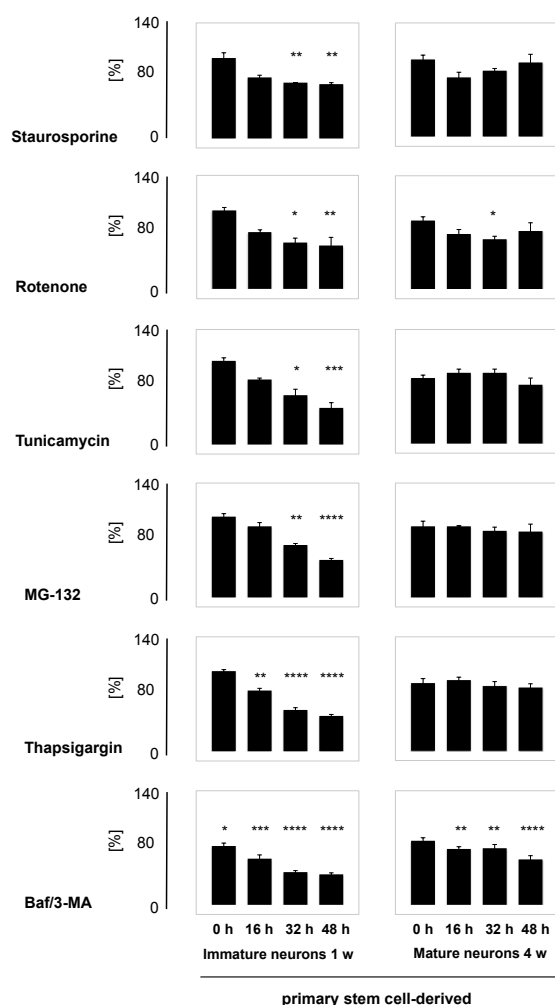 140
[%]
80
** **
Staurosporine
0
140
[%]
80
* **
*
Rotenone
0
140
[%]
80
* ***
Tunicamycin
0
140
[%]
80
** ****
MG-132
0
140
[%]
80
** **** ****
Thapsigargin
0
140
[%]
80
* *** **** ****
** ** ****
Baf/3-MA
0
0 h 16 h 32 h 48 h
0 h 16 h 32 h 48 h
Immature neurons 1 w
Mature neurons 4 w
primary stem cell-derived